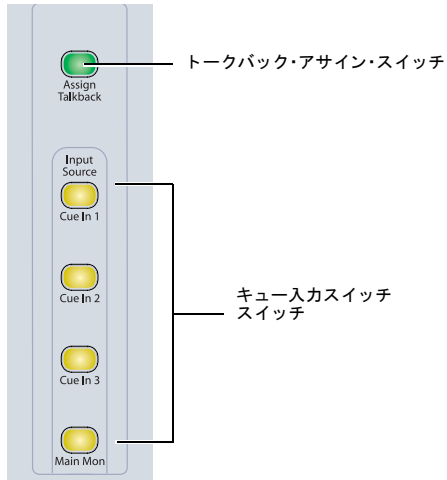 トークバック・アサイン・スイッチ
Assign
Talkback
Input
Source
Cue In 1
Cue In 2
キュー入力スイッチ
スイッチ
Cue In 3
Main Mon